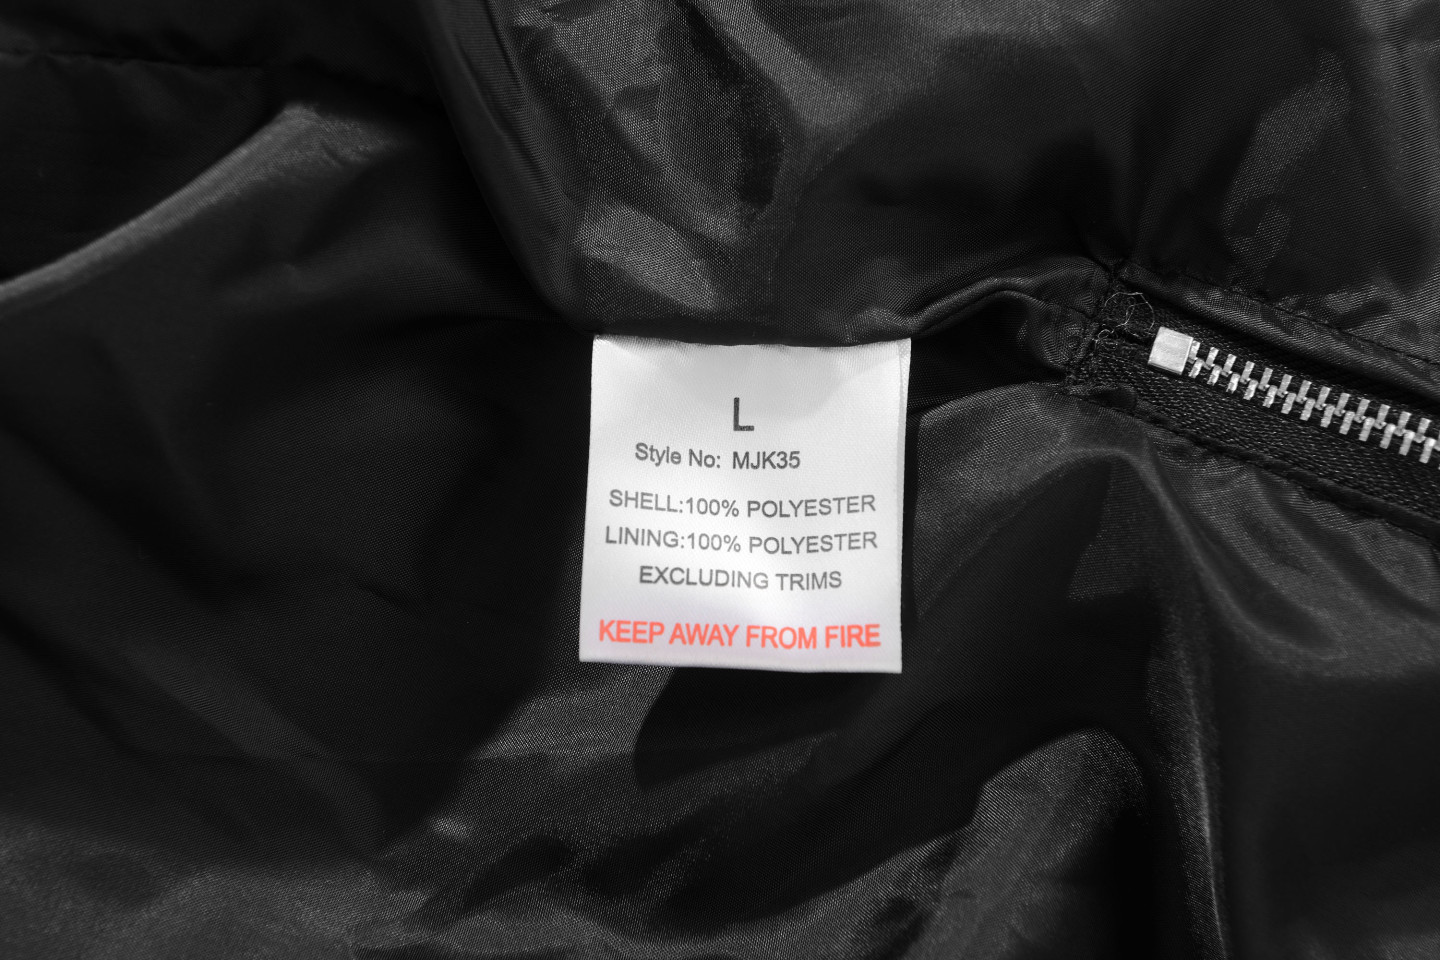 L
Style No: MJK35
SHELL:100% POLYESTER
LINING:100% POLYESTER
EXCLUDING TRIMS
KEEP AWAY FROM FIRE